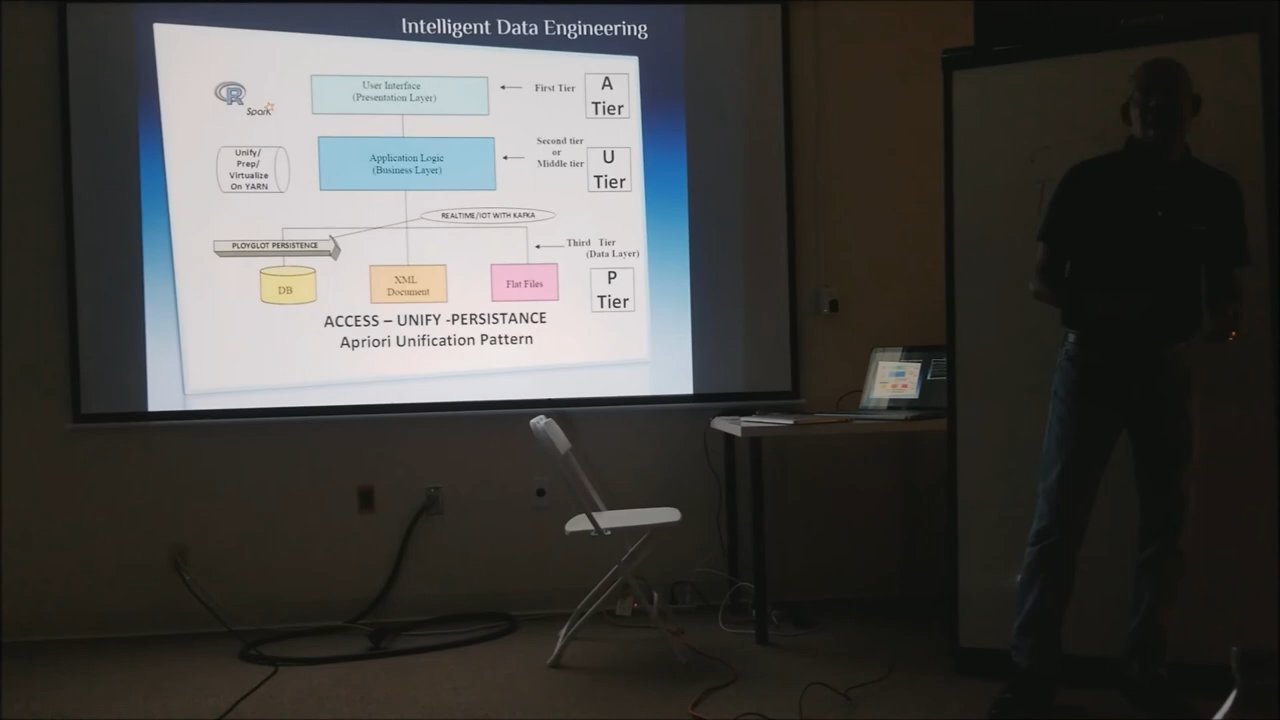 Intelligent Data Engineering
R
Spark
User Interface
(Presentation Layer)
First Tier
A
Tier
Unify/
Prep/
Virtualize
On YARN
Application Logic
(Business Layer)
Second tier
or
Middle tier
U
Tier
REALTIME/IOT WITH KAFKA
PLOYGLOT PERSISTENCE
Third Tier
(Data Layer)
DB
XML
Document
Flat Files
P
Tier
ACCESS – UNIFY -PERSISTANCE
Apriori Unification Pattern